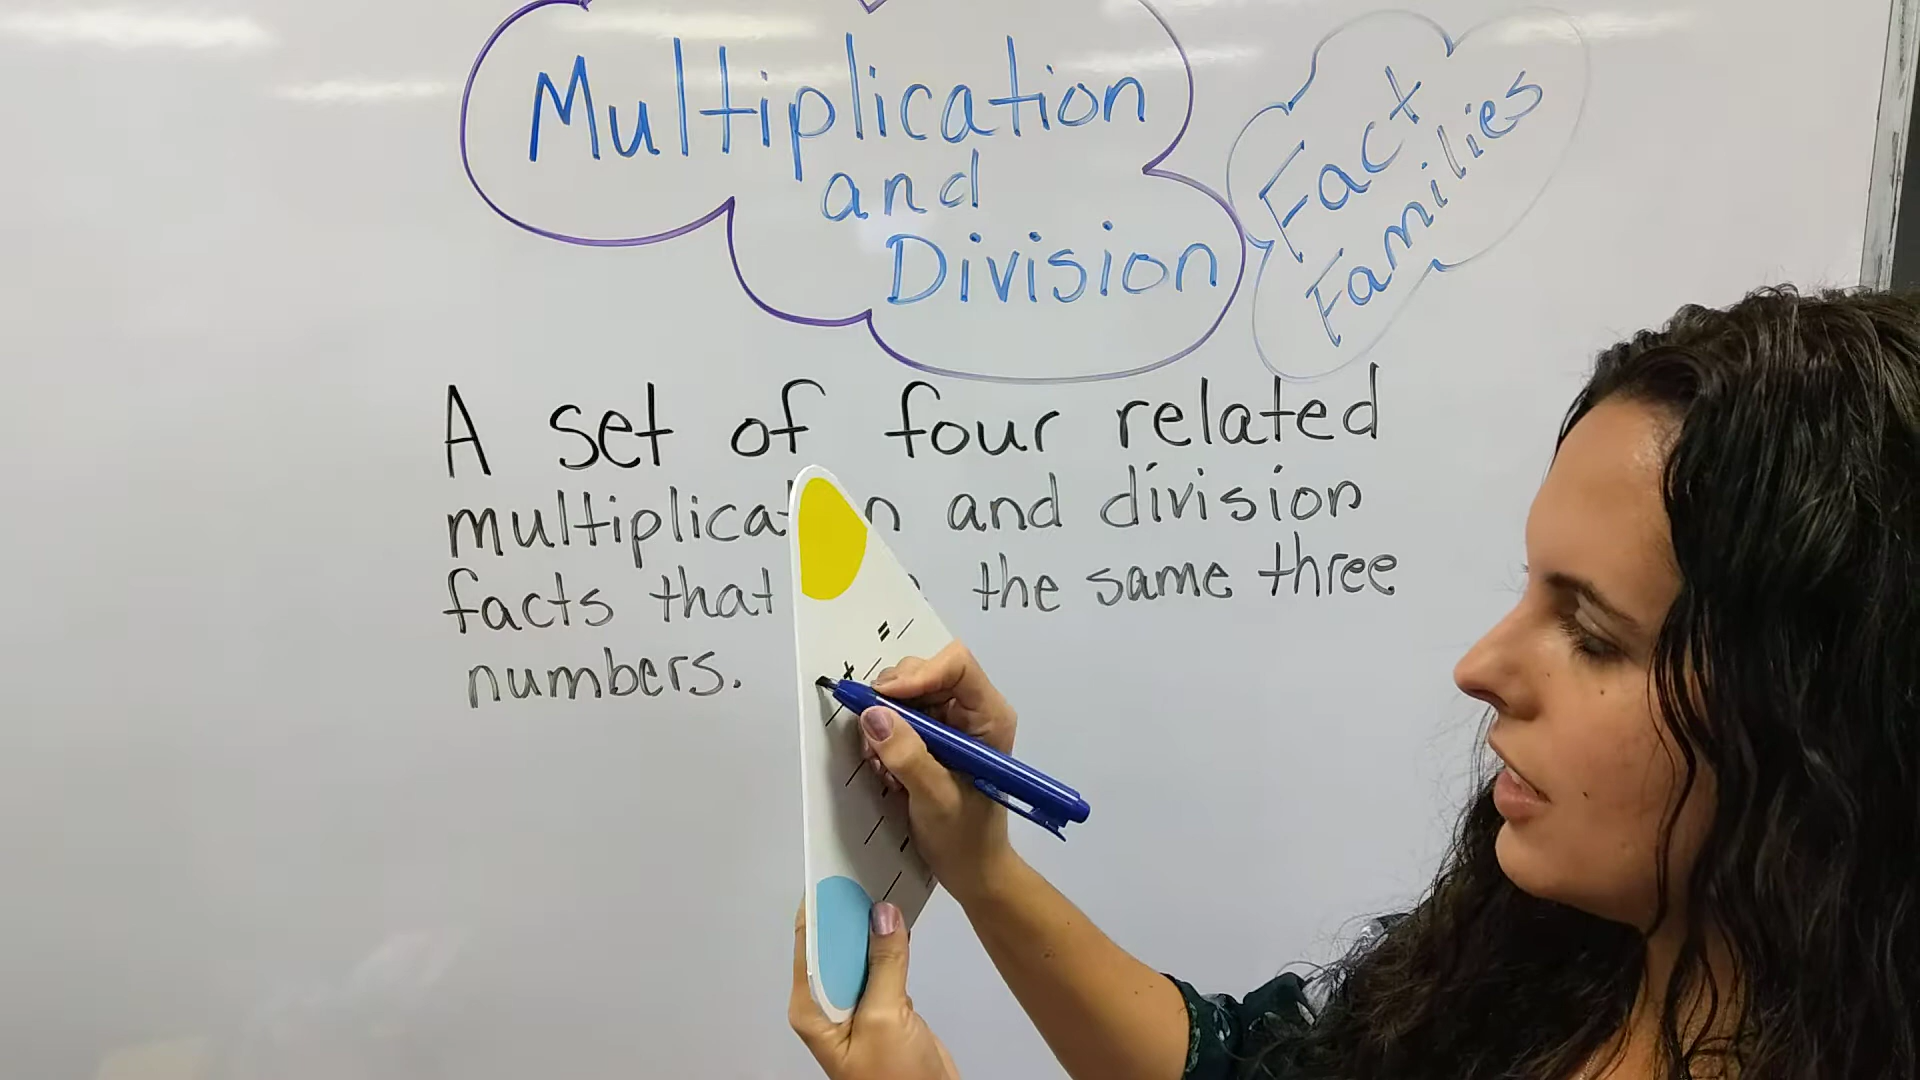 Multiplication
and
Division
Fact
Families
A set of four related
multiplica n and division
facts that the same three
numbers.
=
x